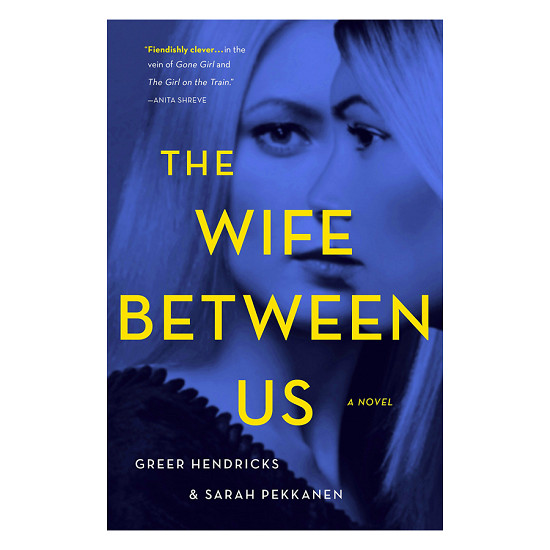 “Fiendishly clever...in the
vein of Gone Girl and
The Girl on the Train.”
—ANITA SHREVE
THE
WIFE
BETWEEN
US
A NOVEL
GREER HENDRICKS
& SARAH PEKKANEN